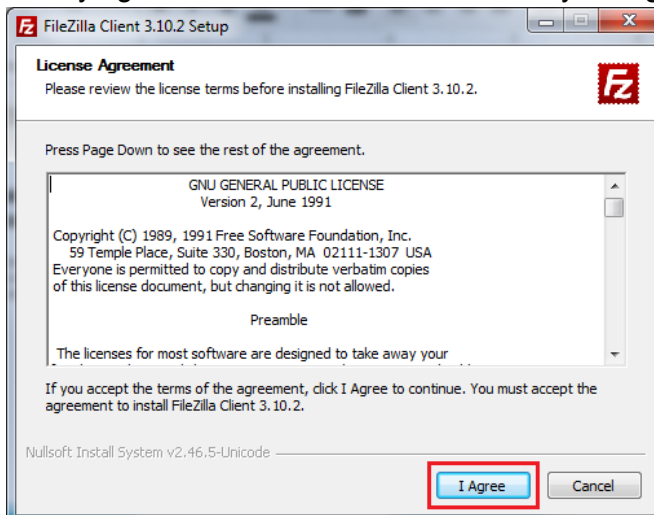 FileZilla Client 3.10.2 Setup
License Agreement
Please review the license terms before installing FileZilla Client 3.10.2.
Fz
Press Page Down to see the rest of the agreement.
GNU GENERAL PUBLIC LICENSE
Version 2, June 1991
Copyright (C) 1989, 1991 Free Software Foundation, Inc.
59 Temple Place, Suite 330, Boston, MA 02111-1307 USA
Everyone is permitted to copy and distribute verbatim copies
of this license document, but changing it is not allowed.
Preamble
The licenses for most software are designed to take away your
If you accept the terms of the agreement, click I Agree to continue. You must accept the
agreement to install FileZilla Client 3.10.2.
Nullsoft Install System v2.46.5-Unicode
I Agree
Cancel